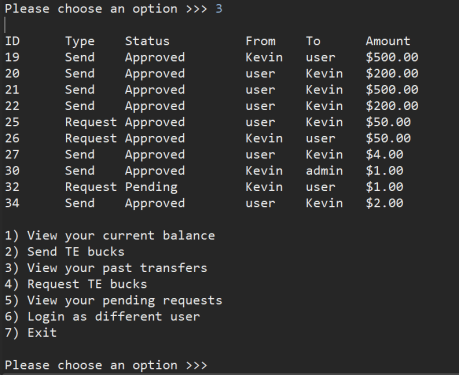 Please choose an option >>> 3
ID Type Status From To Amount
19 Send Approved Kevin user $500.00
20 Send Approved user Kevin $200.00
21 Send Approved user Kevin $500.00
22 Send Approved user Kevin $200.00
25 Request Approved user Kevin $50.00
26 Request Approved Kevin user $50.00
27 Send Approved user Kevin $4.00
30 Send Approved Kevin admin $1.00
32 Request Pending Kevin user $1.00
34 Send Approved user Kevin $2.00
1) View your current balance
2) Send TE bucks
3) View your past transfers
4) Request TE bucks
5) View your pending requests
6) Login as different user
7) Exit
Please choose an option >>>